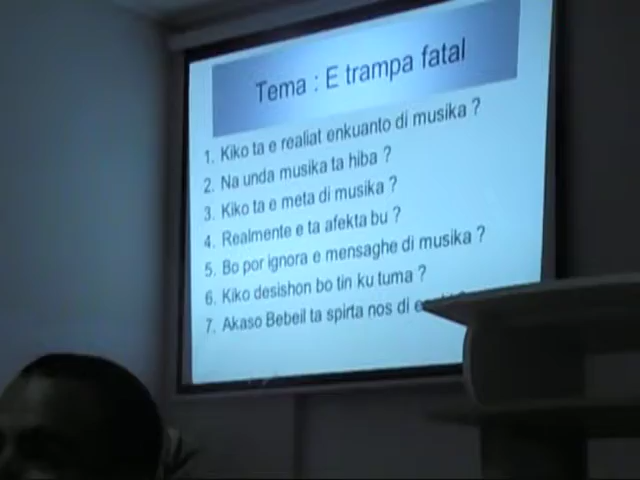 Tema : E trampa fatal
1. Kiko ta e realiat enkuanto di musika ?
2. Na unda musika ta hiba ?
3. Kiko ta e meta di musika ?
4. Realmente e ta afekta bu ?
5. Bo por ignora e mensaghe di musika ?
6. Kiko desishon bo tin ku tuma ?
7. Akaso Bebeil ta spirta nos di